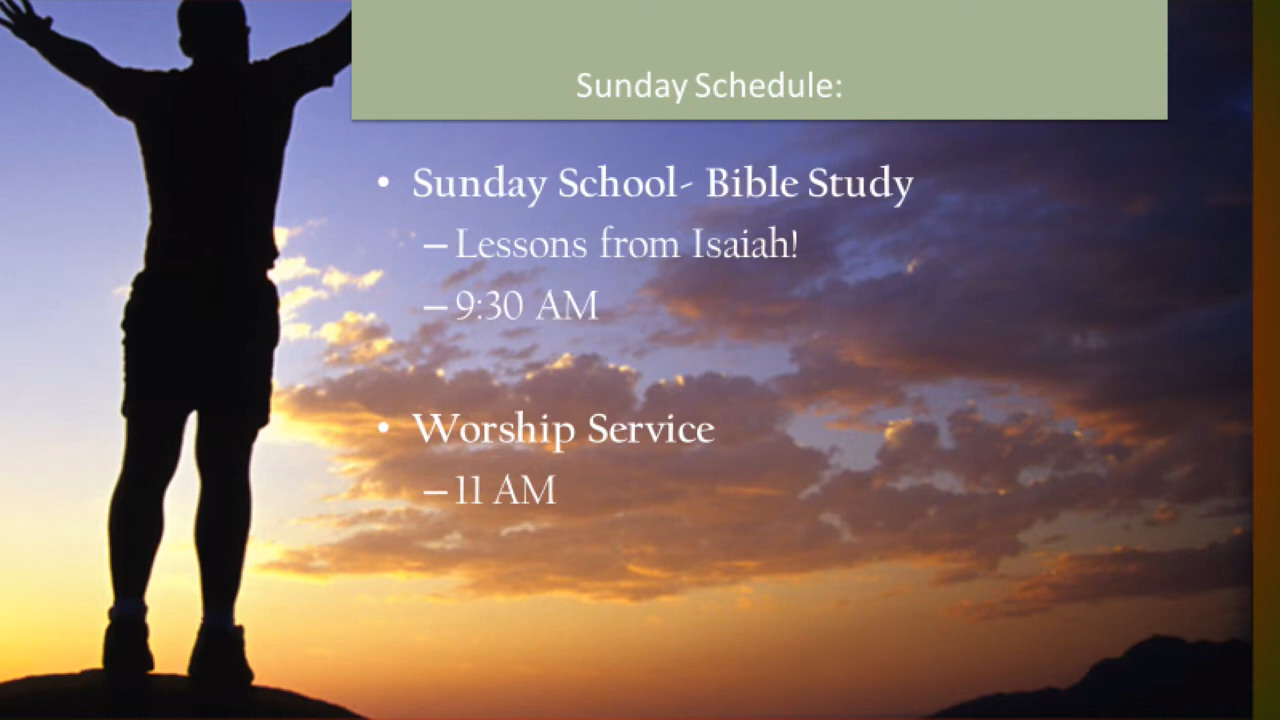 Sunday Schedule:
• Sunday School- Bible Study
– Lessons from Isaiah!
– 9:30 AM
• Worship Service
– 11 AM